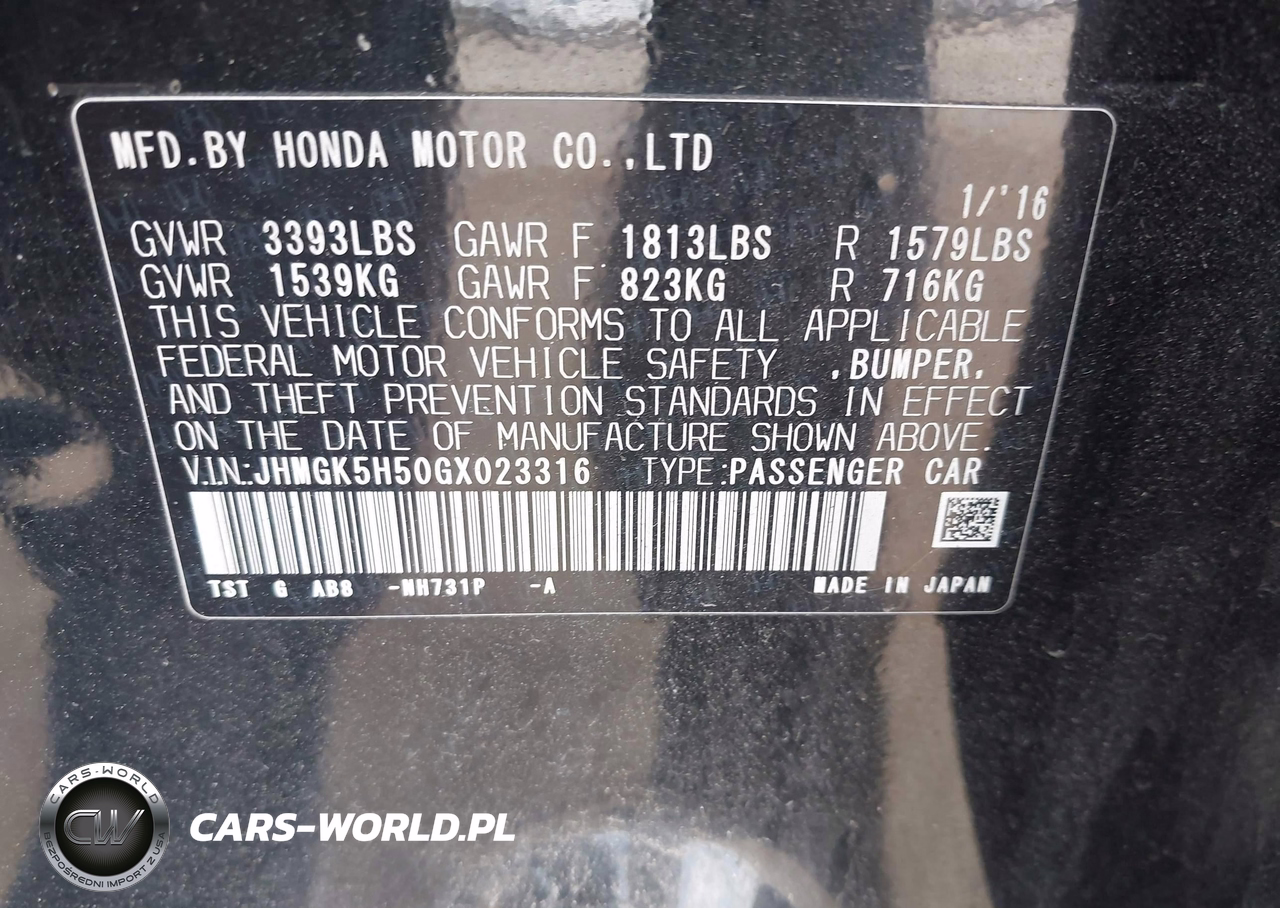 MFD.BY HONDA MOTOR CO.,LTD
1/'16
GVWR 3393LBS GAWR F 1813LBS R 1579LBS
GVWR 1539KG GAWR F 823KG R 716KG
THIS VEHICLE CONFORMS TO ALL APPLICABLE
FEDERAL MOTOR VEHICLE SAFETY ,BUMPER,
AND THEFT PREVENTION STANDARDS IN EFFECT
ON THE DATE OF MANUFACTURE SHOWN ABOVE.
V.I.N.:JHMGK5H50GX023316 TYPE:PASSENGER CAR
TST G AB8 -NH731P -A MADE IN JAPAN
CARS-WORLD
CW
BEZPOŚREDNI IMPORT Z USA
CARS-WORLD.PL